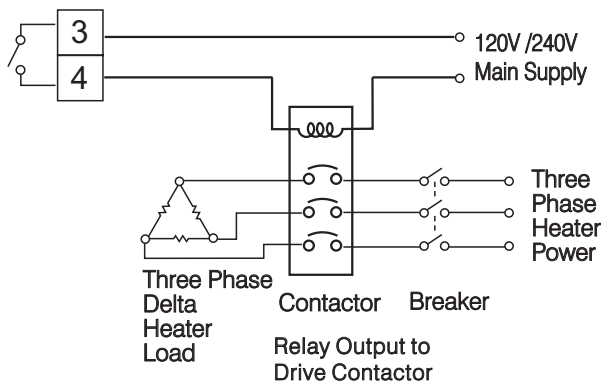 3
4
120V /240V
Main Supply
Three
Phase
Heater
Power
Three Phase
Delta
Heater
Load
Contactor
Breaker
Relay Output to
Drive Contactor